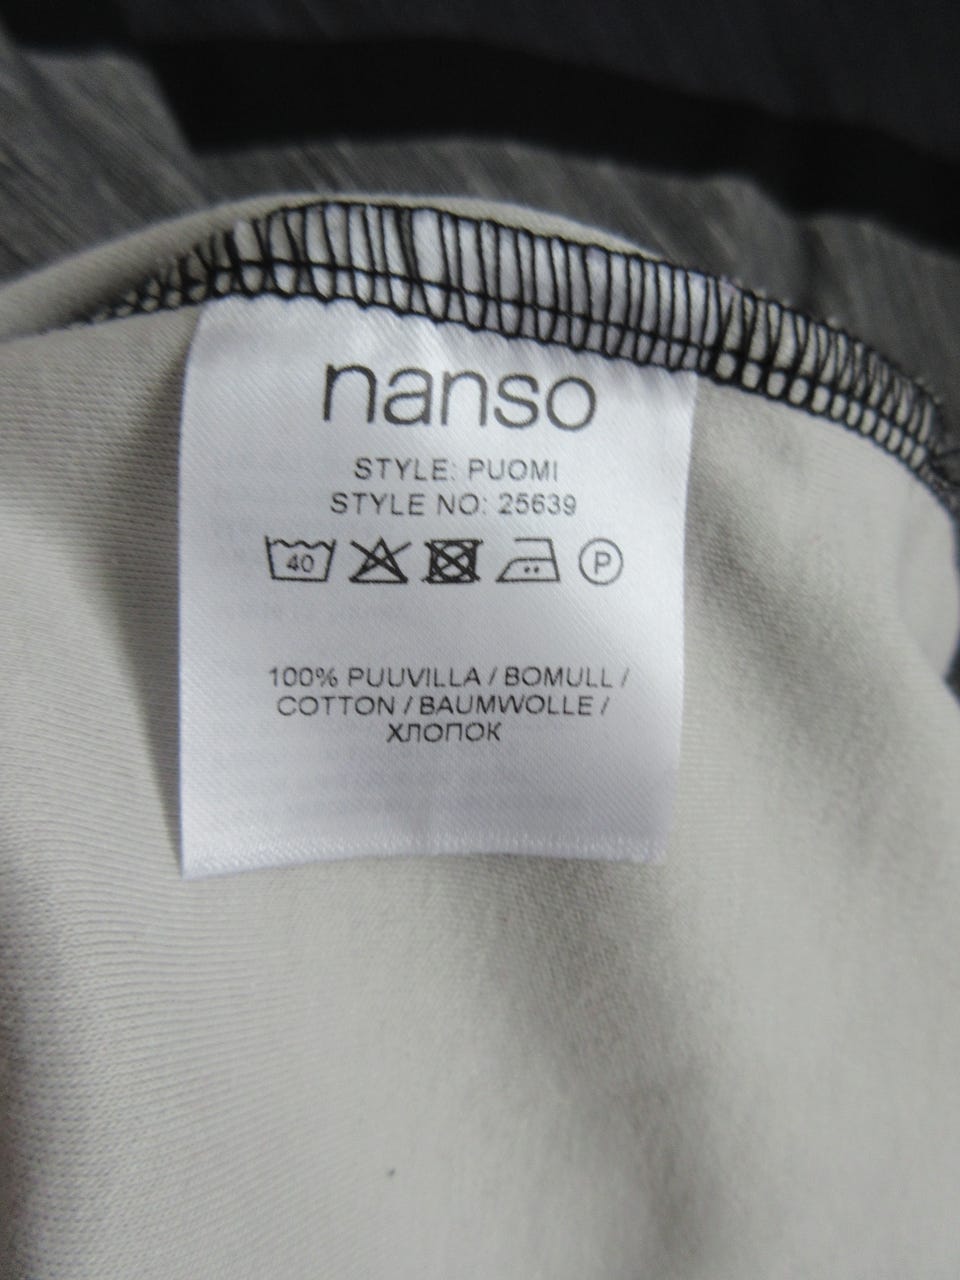 nanso
STYLE: PUOMI
STYLE NO: 25639
40 P
100% PUUVILLA / BOMULL /
COTTON / BAUMWOLLE /
ХЛОПОК